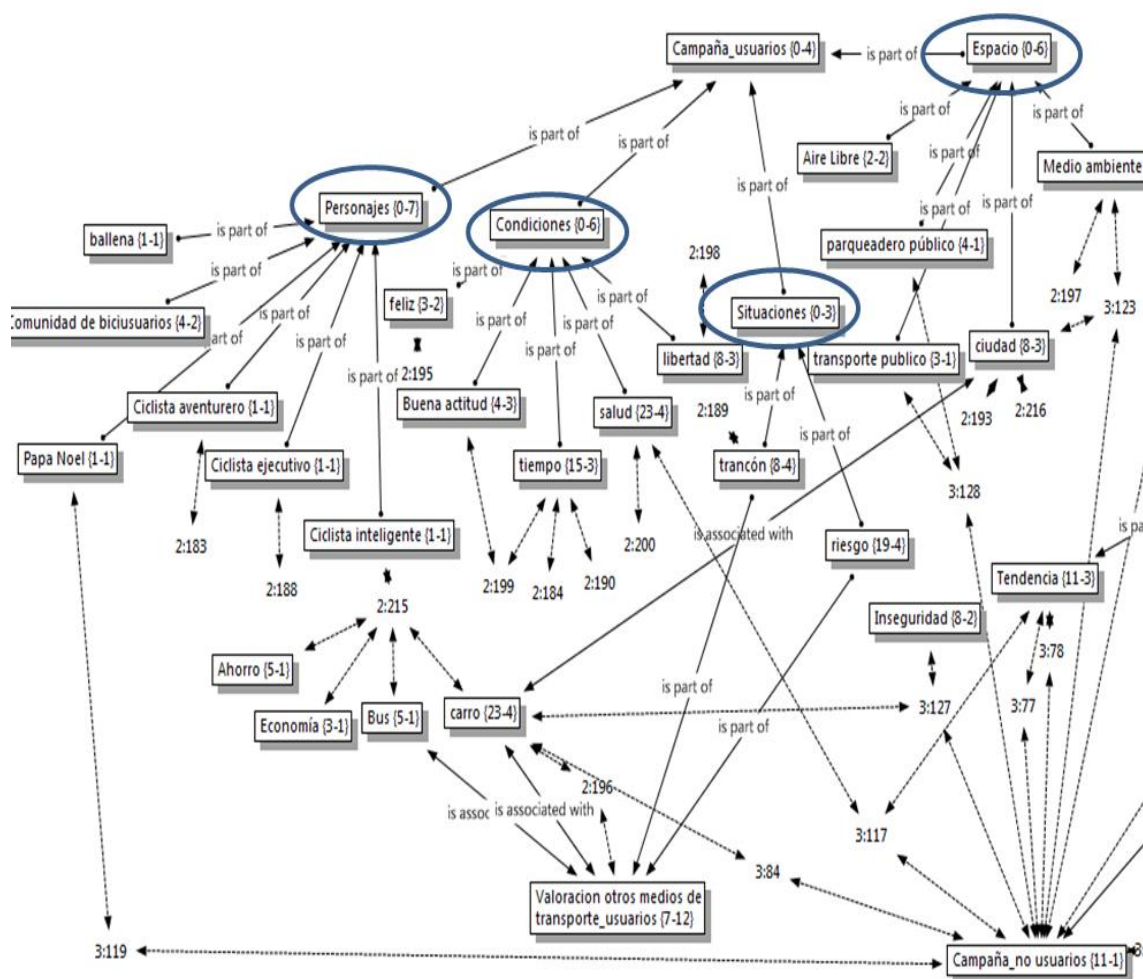 Campaña_usuarios {0-4}
is part of
Espacio {0-6}
is part of
is part of
is part of
Aire Libre {2-2}
is part of
is part of
Medio ambiente
is part of
is part of
Personajes {0-7}
Condiciones {0-6}
is part of
ballena {1-1}
is part of
parqueadero público {4-1}
is part of
2:198
is part of
is part of
feliz {3-2}
is part of
2:197
3:123
Situaciones {0-3}
Comunidad de biciusuarios {4-2}
of
is part of
is part of
is part of
libertad {8-3}
transporte publico {3-1}
ciudad {8-3}
2:195
is part of
Ciclista aventurero {1-1}
Buena actitud {4-3}
salud {23-4}
2:189
is part of
2:193
2:216
is part of
Papa Noel {1-1}
Ciclista ejecutivo {1-1}
tiempo {15-3}
trancón {8-4}
3:128
Ciclista inteligente {1-1}
is associated with
is pa
2:183
2:200
riesgo {19-4}
2:188
2:199
2:184
2:190
Tendencia {11-3}
2:215
Inseguridad {8-2}
3:78
Ahorro {5-1}
is part of
3:77
Economía {3-1}
Bus {5-1}
carro {23-4}
3:127
is part of
2:196
is assoc
is associated with
3:117
3:84
Valoracion otros medios de
transporte_usuarios {7-12}
3:119
Campaña_no usuarios {11-1}